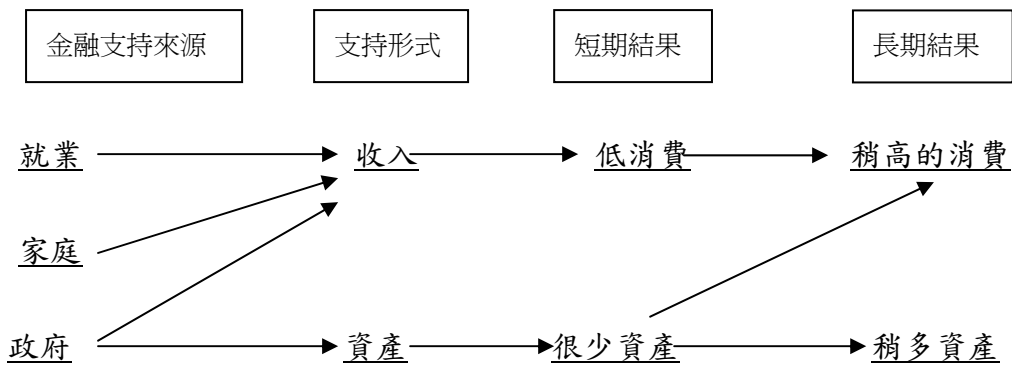 金融支持來源 支持形式 短期結果 長期結果
就業 收入 低消費 稍高的消費
家庭
政府 資產 很少資產 稍多資產